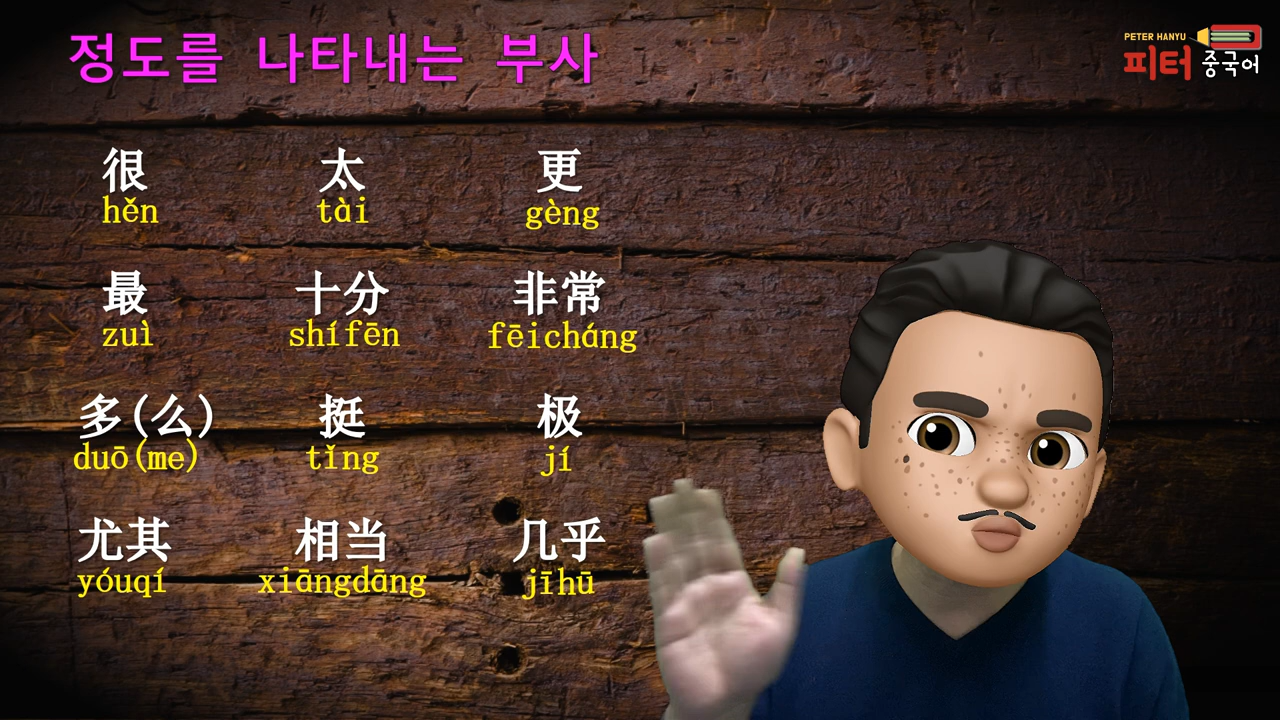 정도를 나타내는 부사
PETER HANYU
피터 중국어
很 太 更
hěn tài gèng
最 十分 非常
zuì shífēn fēicháng
多(么) 挺 极
duō(me) tǐng jí
尤其 相当 几乎
yóuqí xiāngdāng jīhū